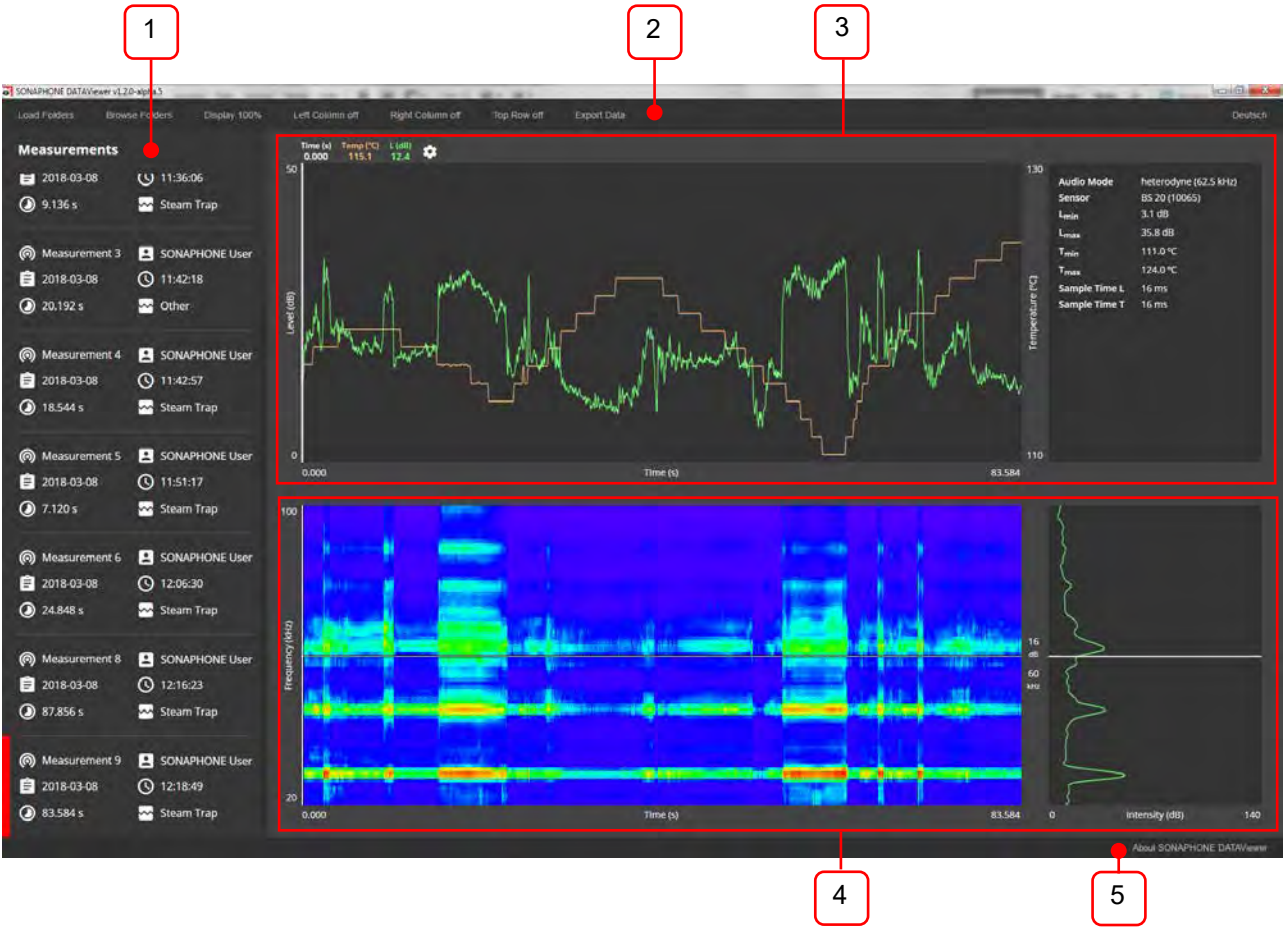 1
2
3
SONAPHONE DATAViewer v1.2.0-alpha.5
Load Folders Browse Folders Display 100% Left Column off Right Column off Top Row off Export Data Deutsch
Measurements
2018-03-08 11:36:06
9.136 s Steam Trap
Measurement 3 SONAPHONE User
2018-03-08 11:42:18
20.192 s Other
Measurement 4 SONAPHONE User
2018-03-08 11:42:57
18.544 s Steam Trap
Measurement 5 SONAPHONE User
2018-03-08 11:51:17
7.120 s Steam Trap
Measurement 6 SONAPHONE User
2018-03-08 12:06:30
24.848 s Steam Trap
Measurement 8 SONAPHONE User
2018-03-08 12:16:23
87.856 s Steam Trap
Measurement 9 SONAPHONE User
2018-03-08 12:18:49
83.584 s Steam Trap
Time (s) Temp (°C) L (dB)
0.000 115.1 12.4
50
Level (dB)
0
0.000 Time (s) 83.584
130
Temperature (°C)
110
Audio Mode heterodyne (62.5 kHz)
Sensor BS 20 (10065)
Lmin 3.1 dB
Lmax 35.8 dB
Tmin 111.0 °C
Tmax 124.0 °C
Sample Time L 16 ms
Sample Time T 16 ms
100
Frequency (kHz)
20
0.000 Time (s) 83.584
16
dB
60
kHz
0 Intensity (dB) 140
About SONAPHONE DATAViewer
4
5